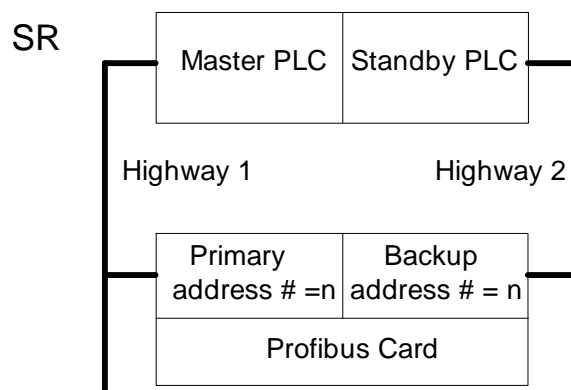 SR
Master PLC
Standby PLC
Highway 1
Highway 2
Primary
address # =n
Backup
address # = n
Profibus Card